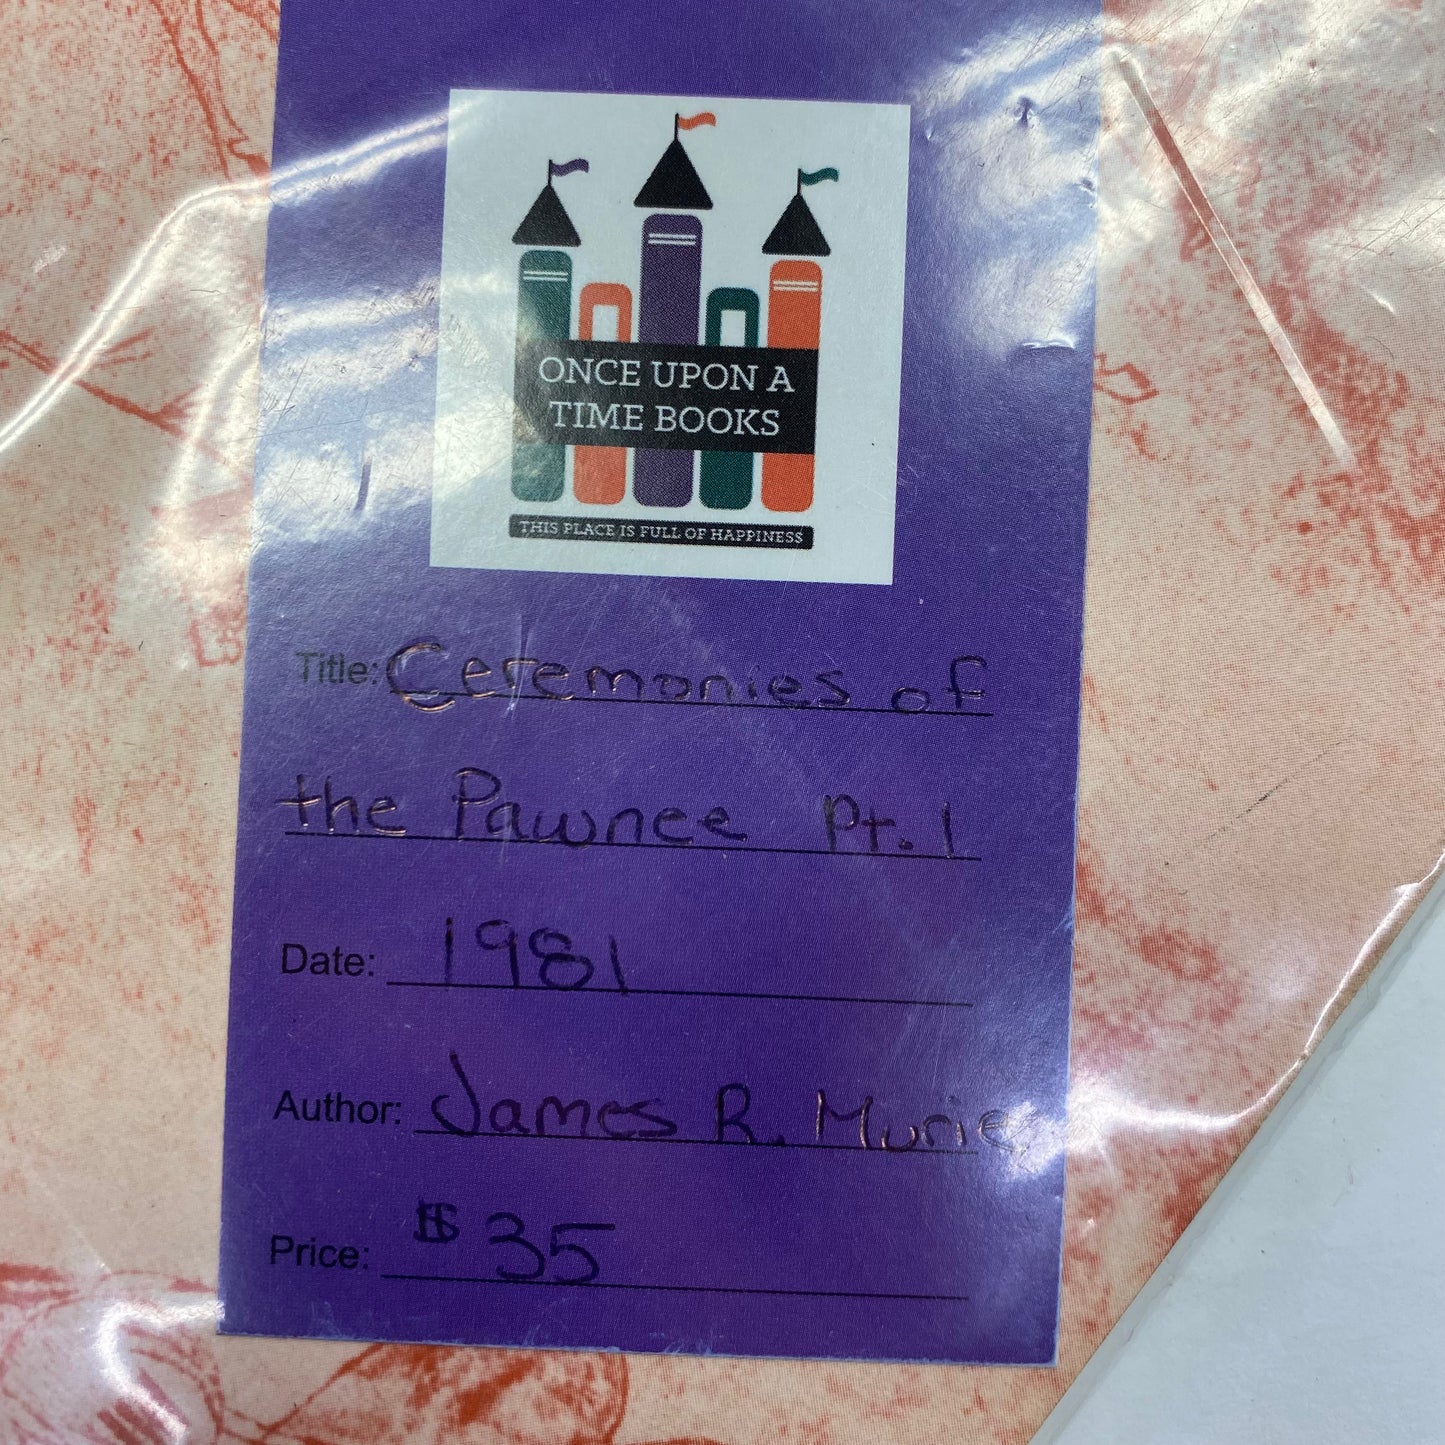 ONCE UPON A
TIME BOOKS
THIS PLACE IS FULL OF HAPPINESS
Title: Ceremonies of
the Pawnee Pt. 1
Date: 1981
Author: James R. Murie
Price: $35